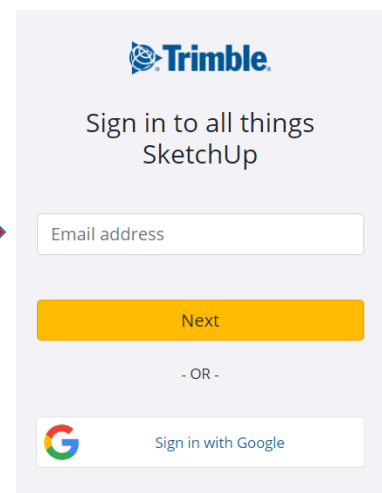 Trimble.
Sign in to all things
SketchUp
Email address
Next
- OR -
Sign in with Google